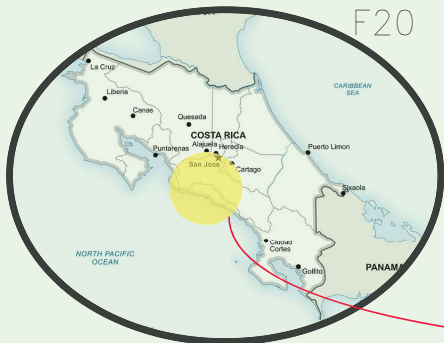 F20
La Cruz
CARIBBEAN
SEA
Liberia
Canas
Quesada
COSTA RICA
Puntarenas
Alajuela
Heredia
Puerto Limon
San Jose
Cartago
Sixaola
NORTH PACIFIC
OCEAN
Ciudad
Cortes
Golfito
PANAMA